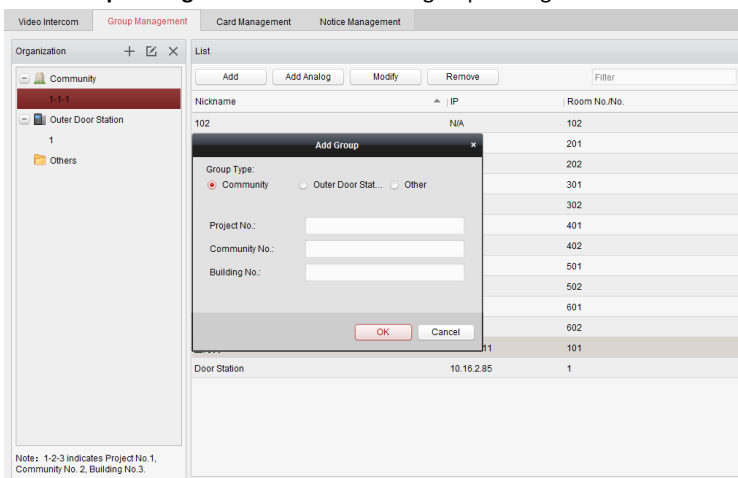 Video Intercom Group Management Card Management Notice Management
Organization List
Community Add Add Analog Modify Remove Filter
1-1-1 Nickname IP Room No./No.
Outer Door Station 102 N/A 102
1 Add Group × 201
Others Group Type: 202
Community Outer Door Stat... Other 301
302
Project No.: 401
Community No.: 402
Building No.: 501
502
601
OK Cancel 602
11 101
Door Station 10.16.2.85 1
Note: 1-2-3 indicates Project No.1,
Community No. 2, Building No.3.